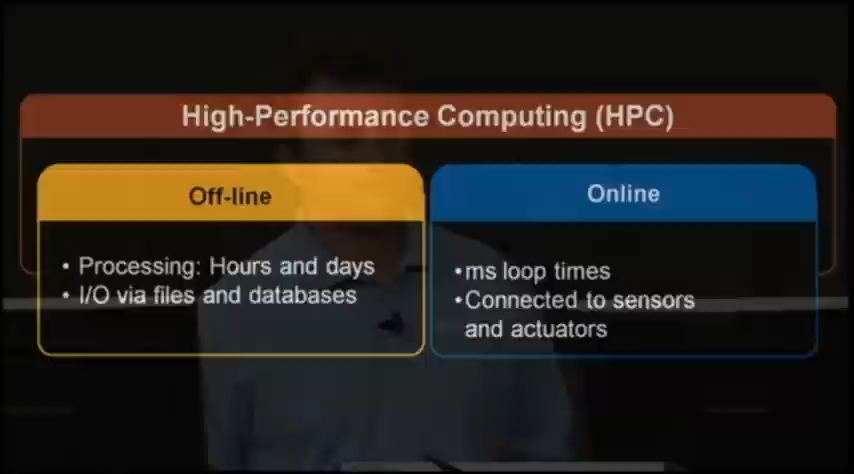 High-Performance Computing (HPC)
Off-line
• Processing: Hours and days
• I/O via files and databases
Online
•ms loop times
•Connected to sensors
and actuators